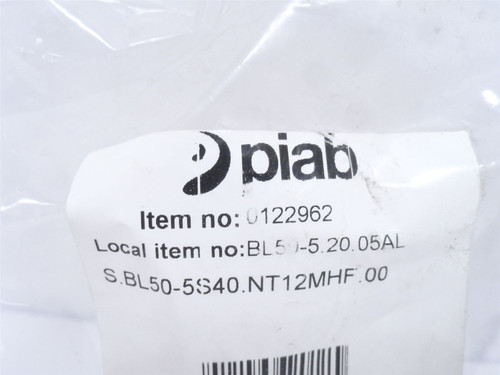 piab
Item no: 0122962
Local item no:BL50-5.20.05AL
S.BL50-5S40.NT12MHF.00